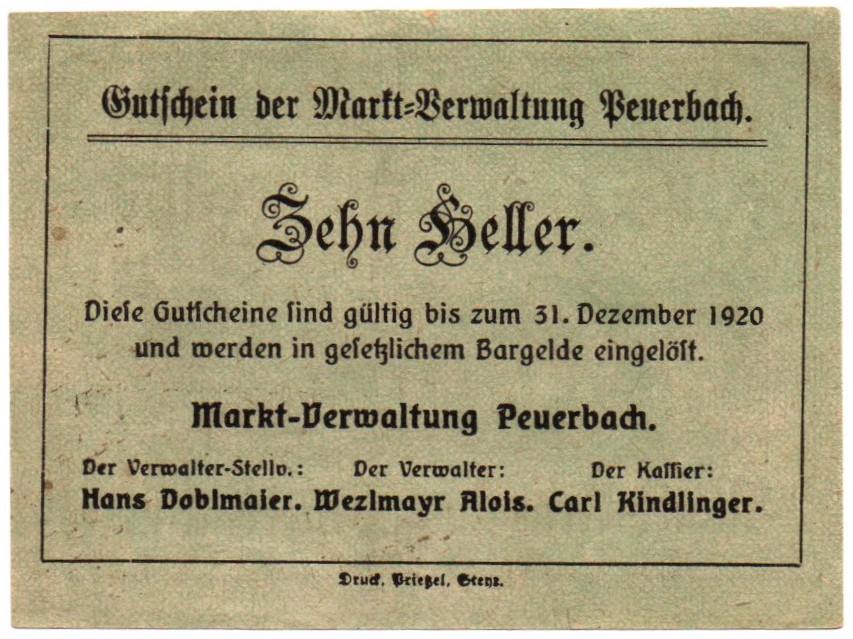 Gutschein der Markt-Verwaltung Peuerbach.
Zehn Heller.
Dieſe Gutſcheine ſind gültig bis zum 31. Dezember 1920
und werden in geſetzlichem Bargelde eingelöſt.
Markt-Verwaltung Peuerbach.
Der Verwalter-Stellv.: Der Verwalter: Der Kaſſier:
Hans Doblmaier. Wezlmayr Alois. Carl Kindlinger.
Druck. Prietzel, Steyr.